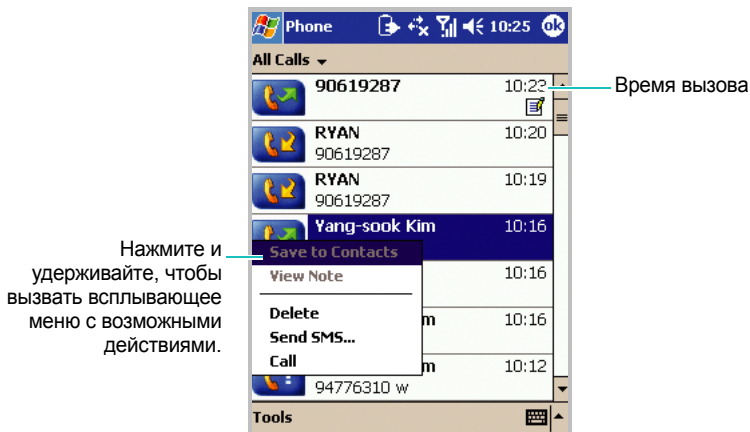 Phone 10:25 ok
All Calls
90619287 10:23
RYAN 10:20
90619287
RYAN 10:19
90619287
Yang-sook Kim 10:16
Save to Contacts
View Note 10:16
Delete
m 10:16
Send SMS...
Call
m 10:12
94776310 w
Tools
Время вызова
Нажмите и
удерживайте, чтобы
вызвать всплывающее
меню с возможными
действиями.